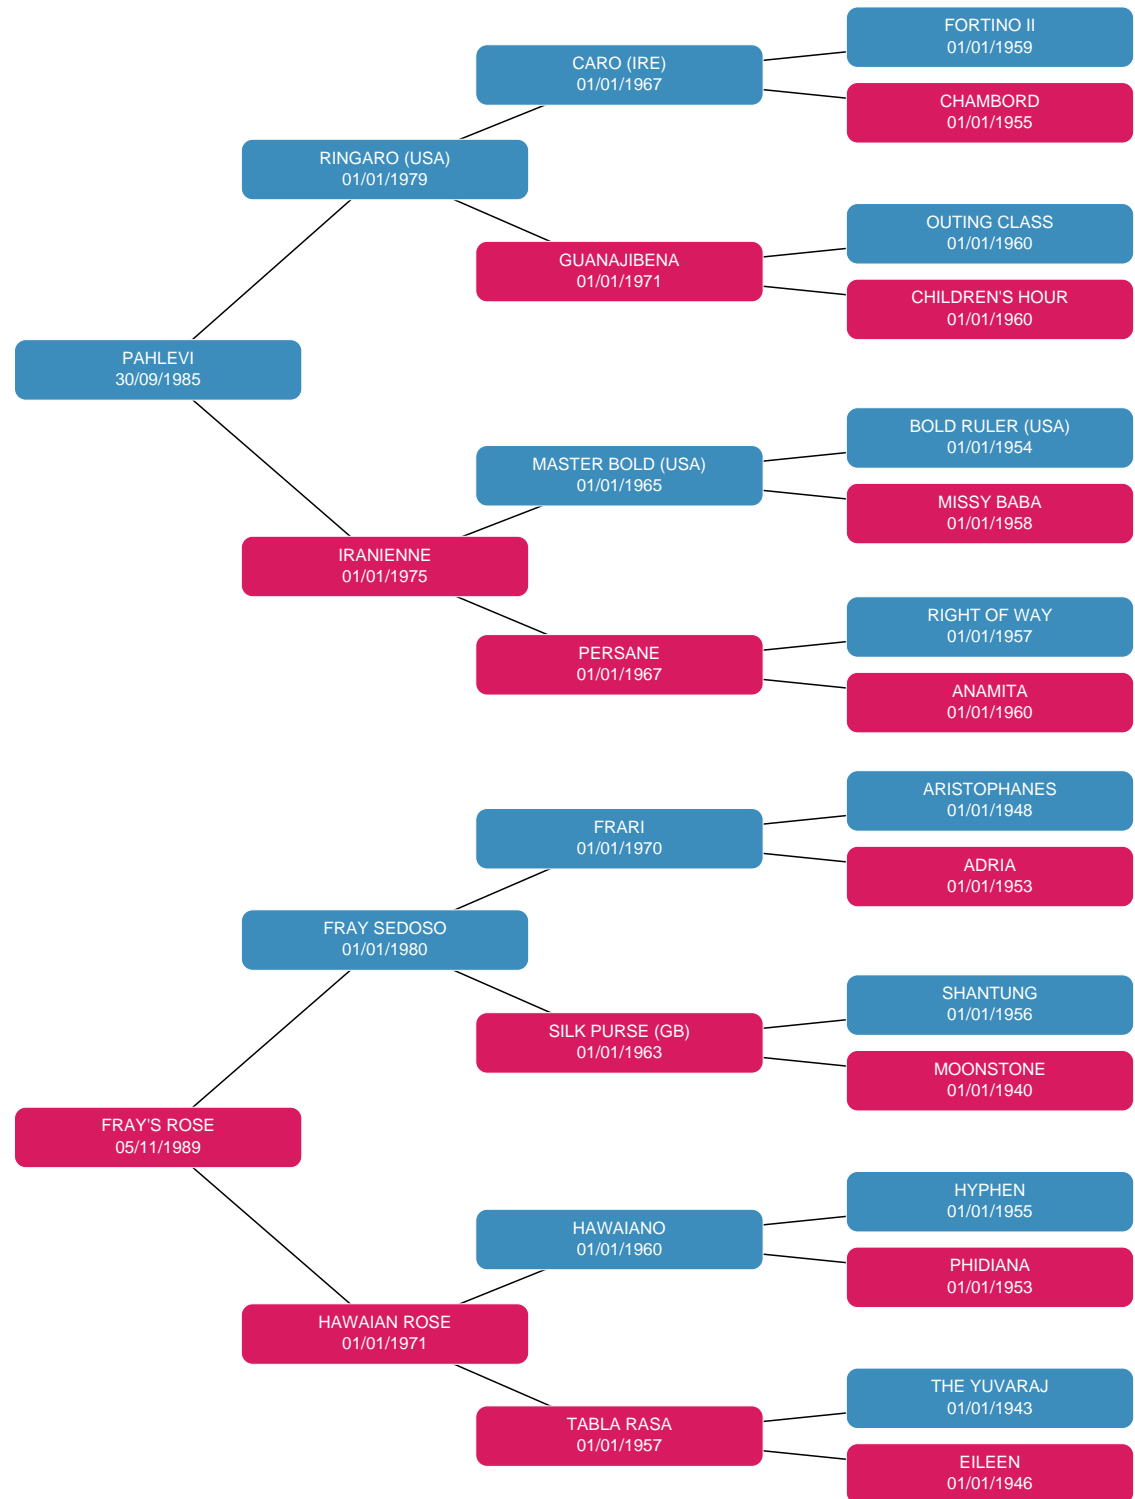 FORTINO II
01/01/1959
CARO (IRE)
01/01/1967
CHAMBORD
01/01/1955
RINGARO (USA)
01/01/1979
OUTING CLASS
01/01/1960
GUANAJIBENA
01/01/1971
CHILDREN'S HOUR
01/01/1960
PAHLEVI
30/09/1985
BOLD RULER (USA)
01/01/1954
MASTER BOLD (USA)
01/01/1965
MISSY BABA
01/01/1958
IRANIENNE
01/01/1975
RIGHT OF WAY
01/01/1957
PERSANE
01/01/1967
ANAMITA
01/01/1960
ARISTOPHANES
01/01/1948
FRARI
01/01/1970
ADRIA
01/01/1953
FRAY SEDOSO
01/01/1980
SHANTUNG
01/01/1956
SILK PURSE (GB)
01/01/1963
MOONSTONE
01/01/1940
FRAY'S ROSE
05/11/1989
HYPHEN
01/01/1955
HAWAIANO
01/01/1960
PHIDIANA
01/01/1953
HAWAIAN ROSE
01/01/1971
THE YUVARAJ
01/01/1943
TABLA RASA
01/01/1957
EILEEN
01/01/1946